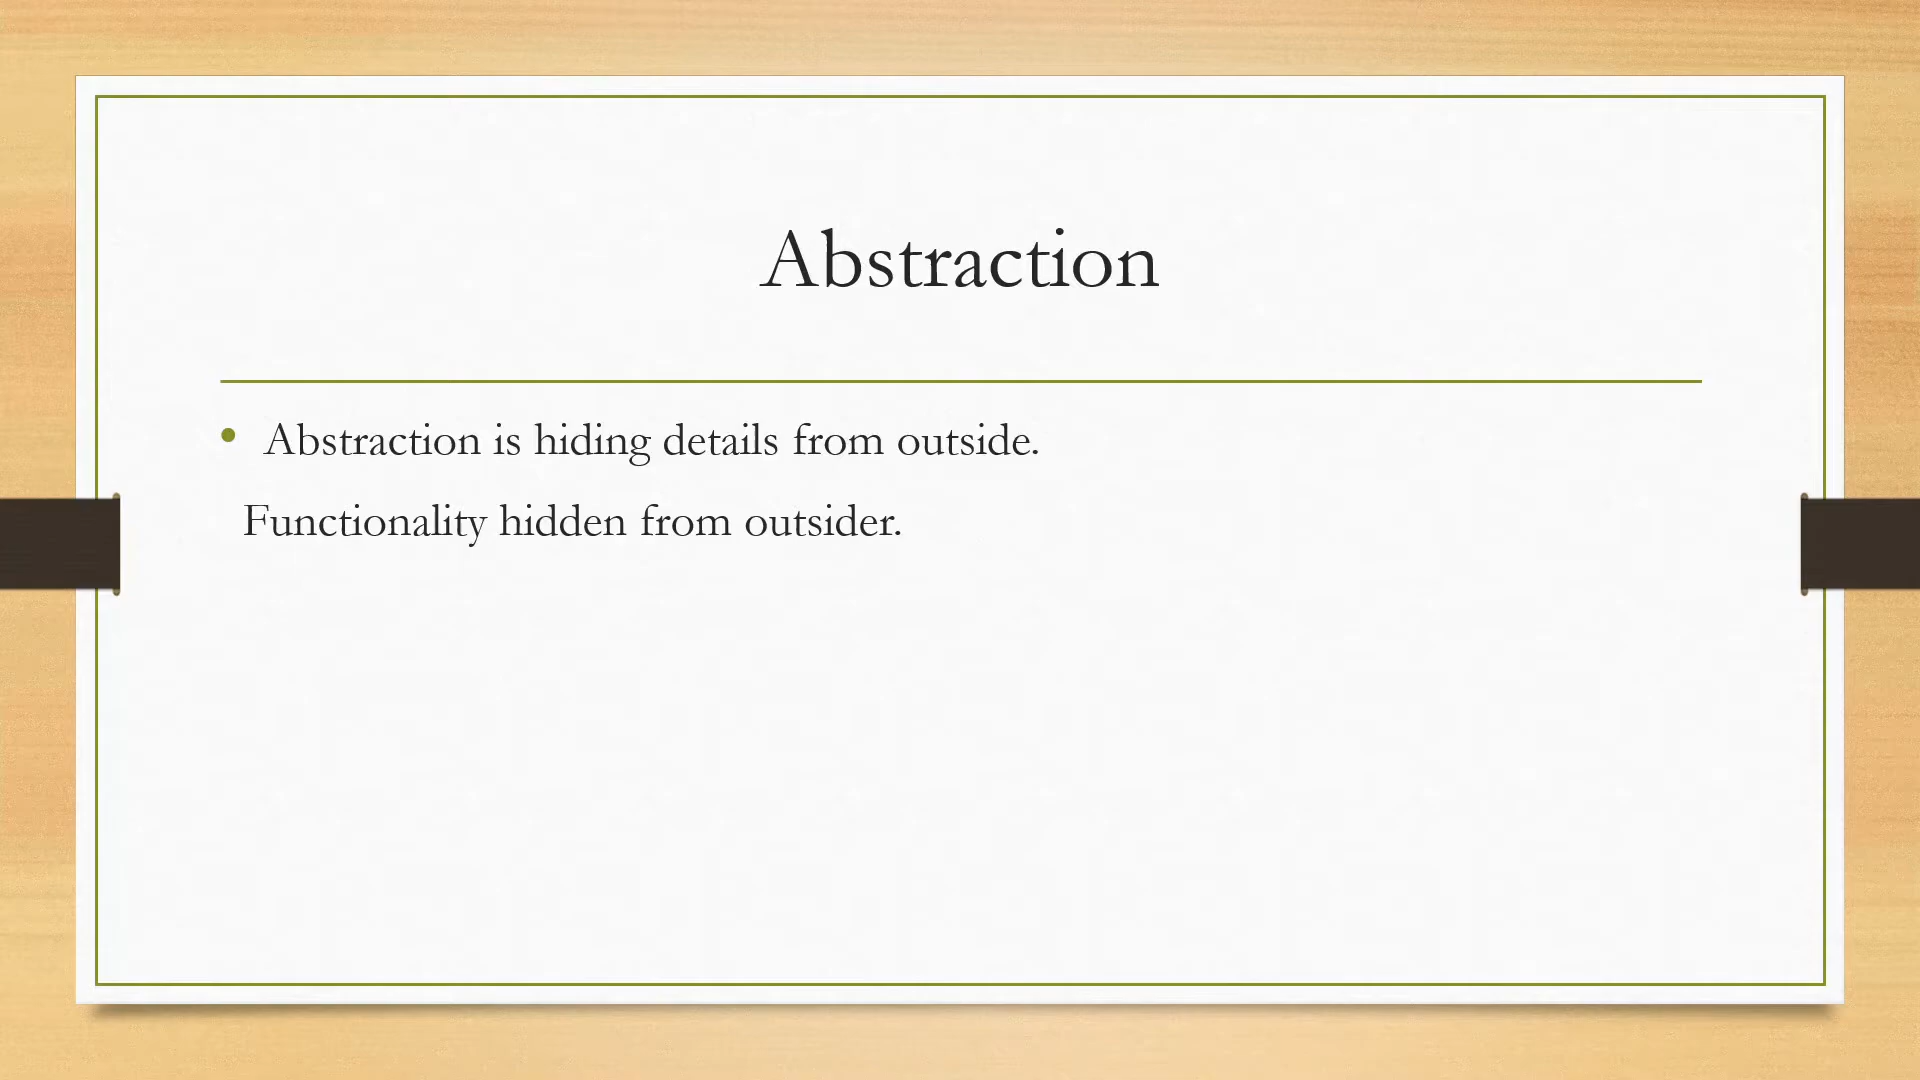 Abstraction
• Abstraction is hiding details from outside.
Functionality hidden from outsider.